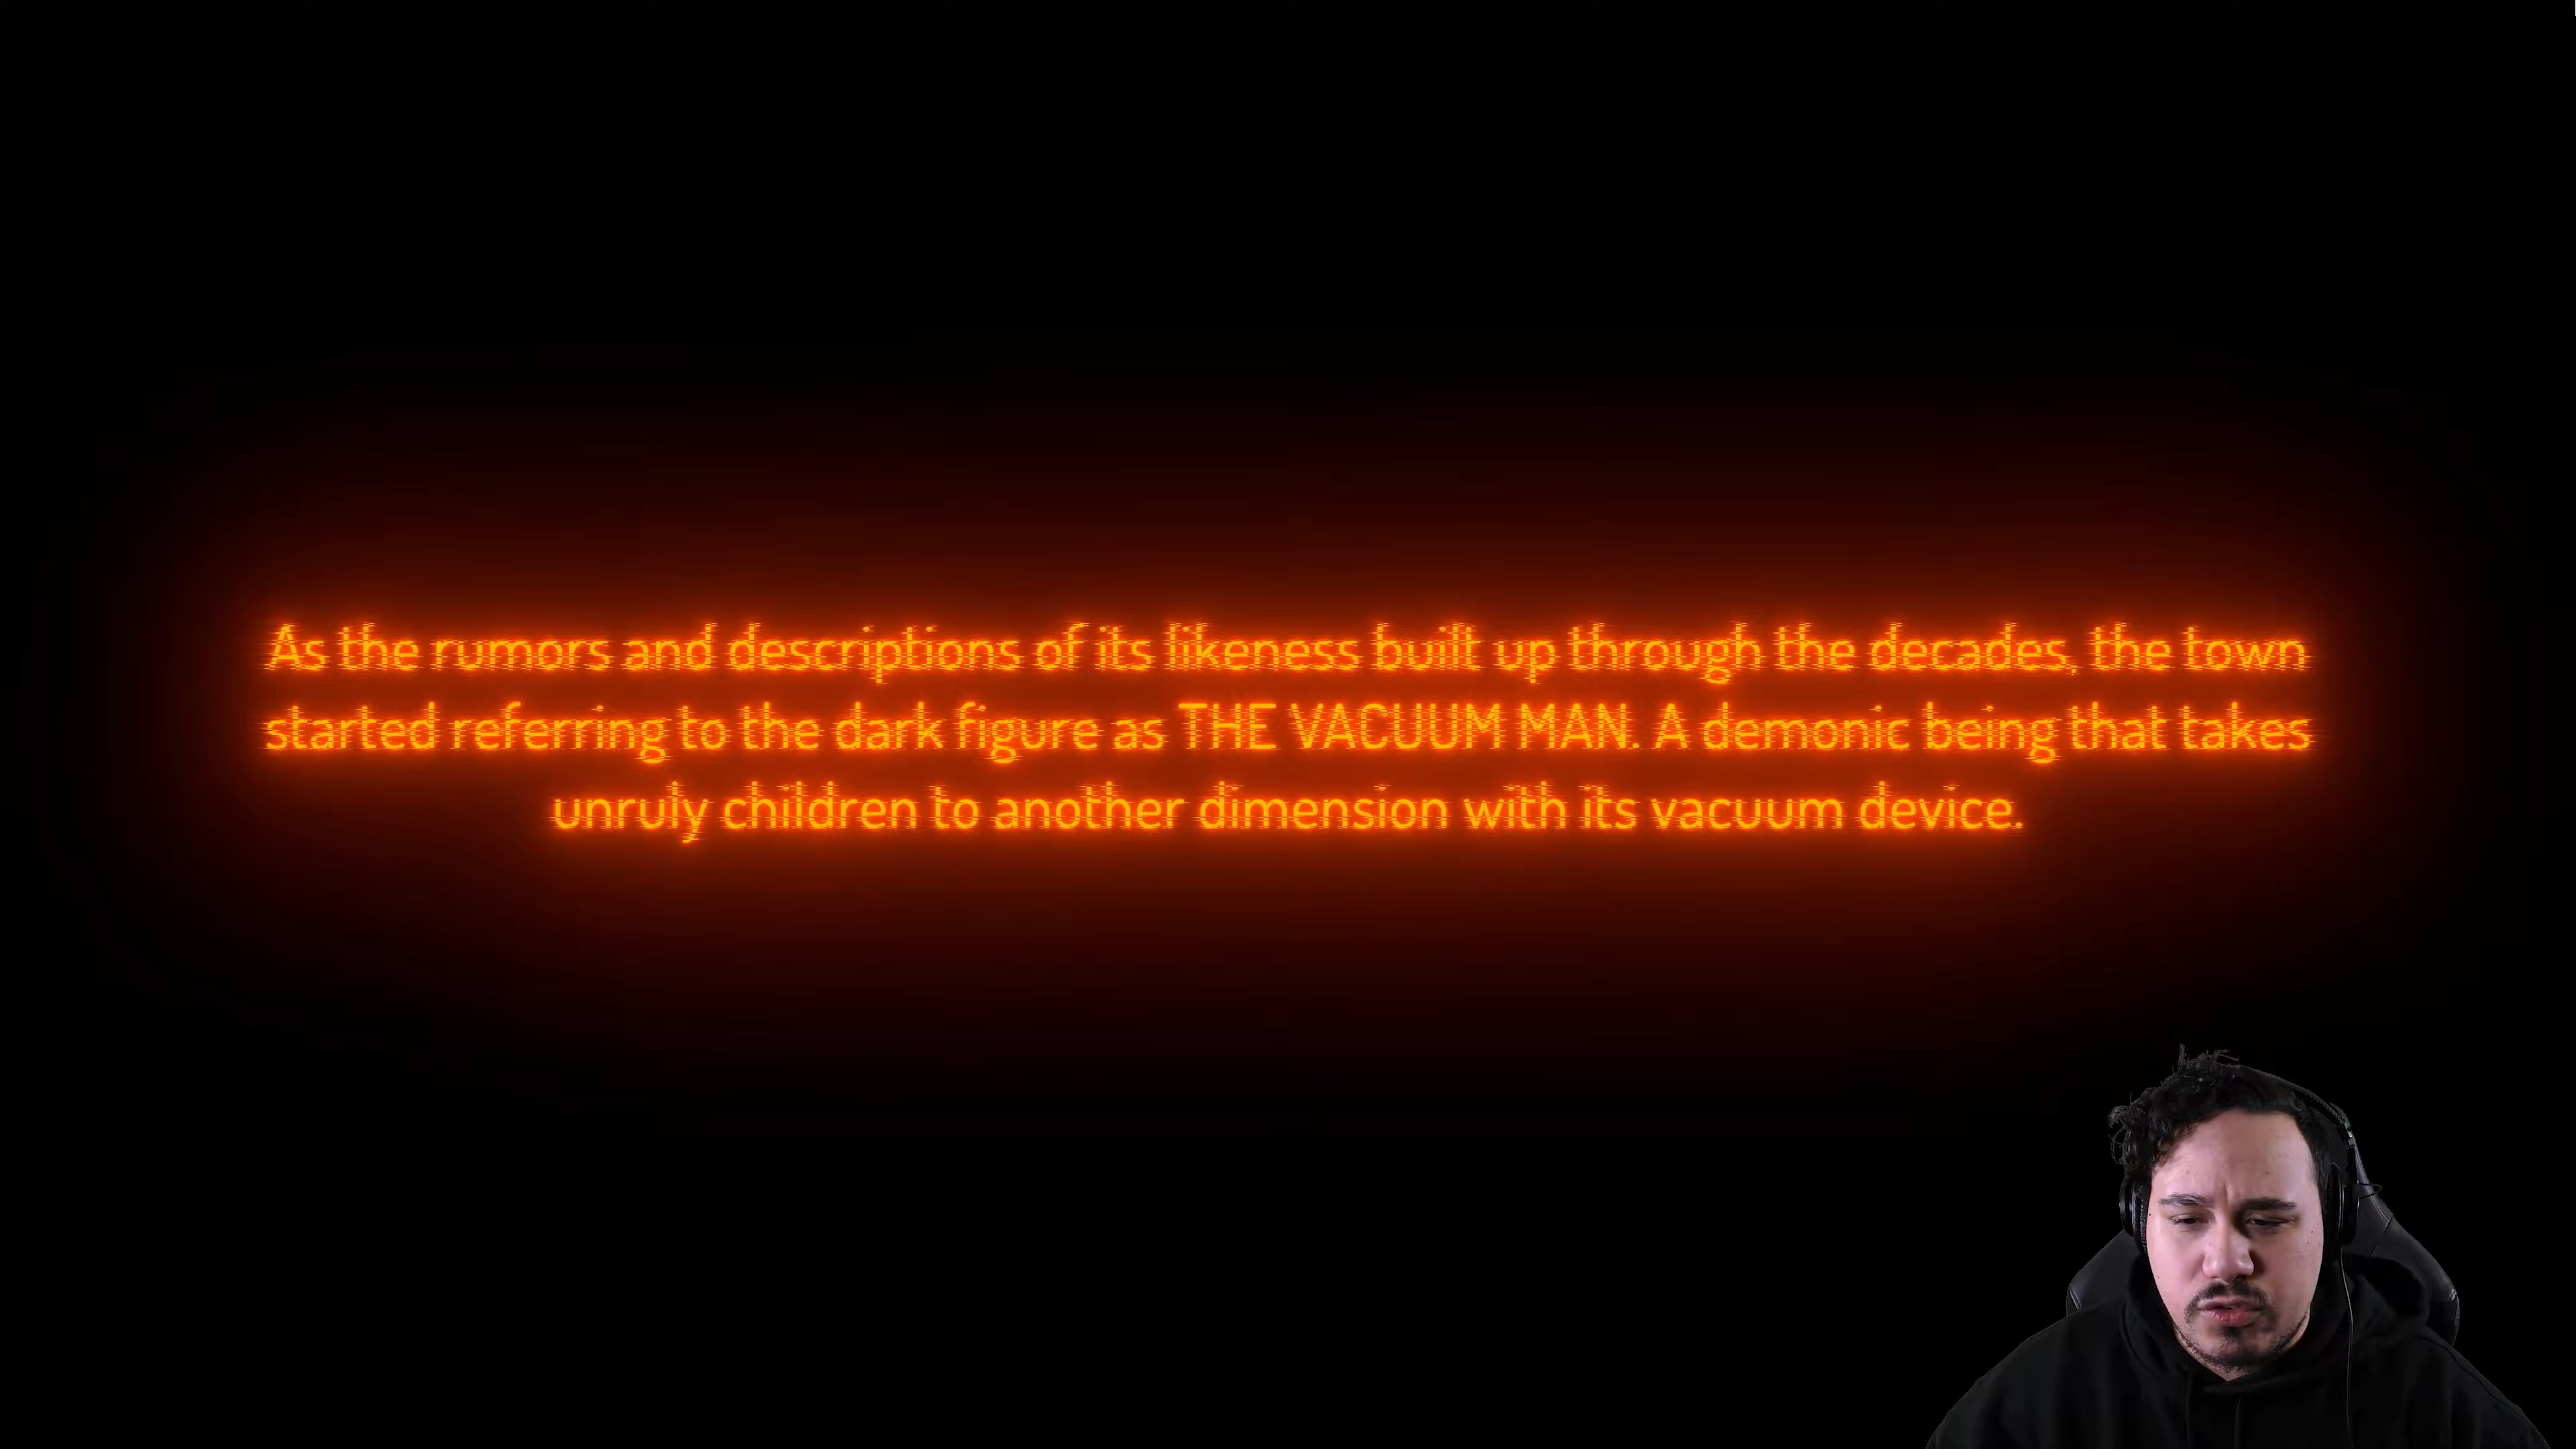 As the rumors and descriptions of its likeness built up through the decades, the town
started referring to the dark figure as THE VACUUM MAN. A demonic being that takes
unruly children to another dimension with its vacuum device.